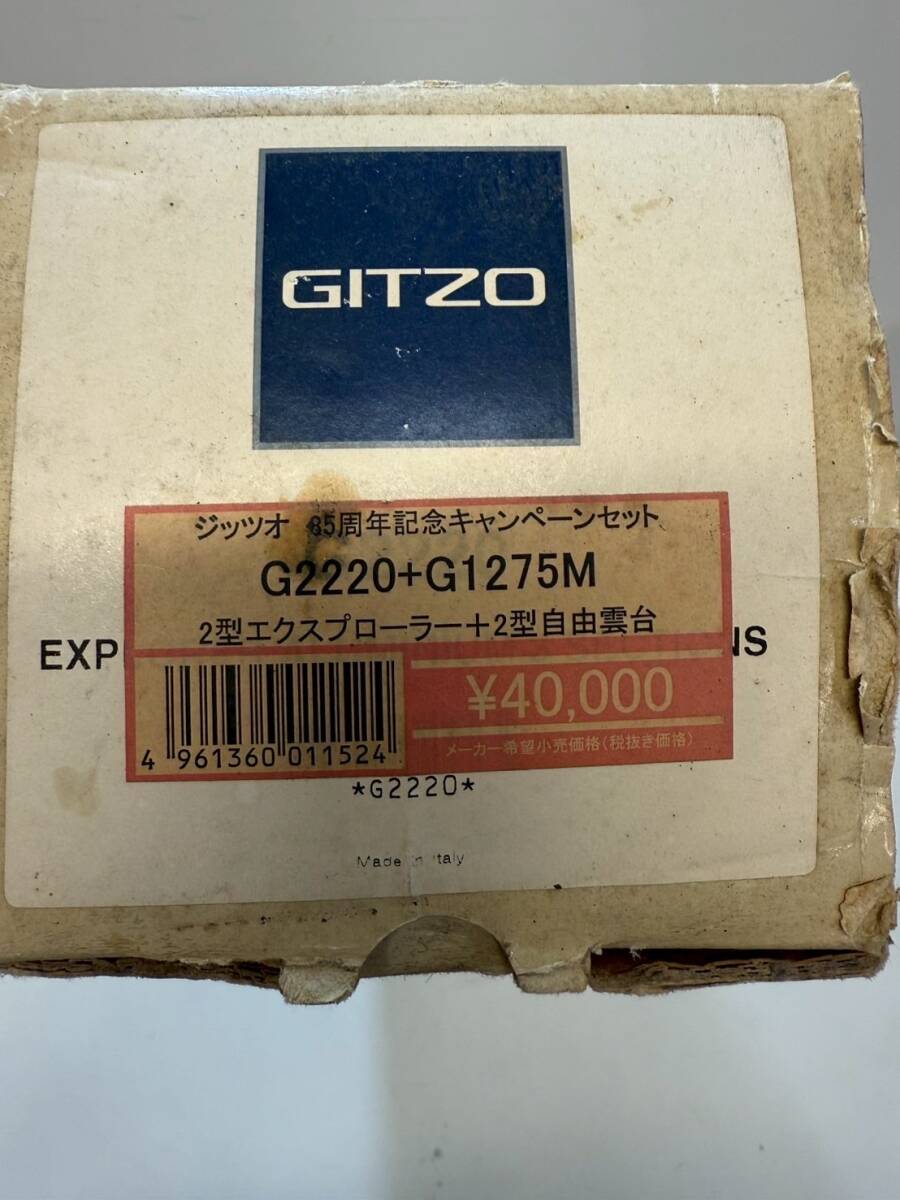 GITZO
ジッツオ 85周年記念キャンペーンセット
G2220+G1275M
2型エクスプローラー+2型自由雲台
EXP
NS
¥40,000
メーカー希望小売価格(税抜き価格)
4 961360 011524
*G2220*
Made in Italy